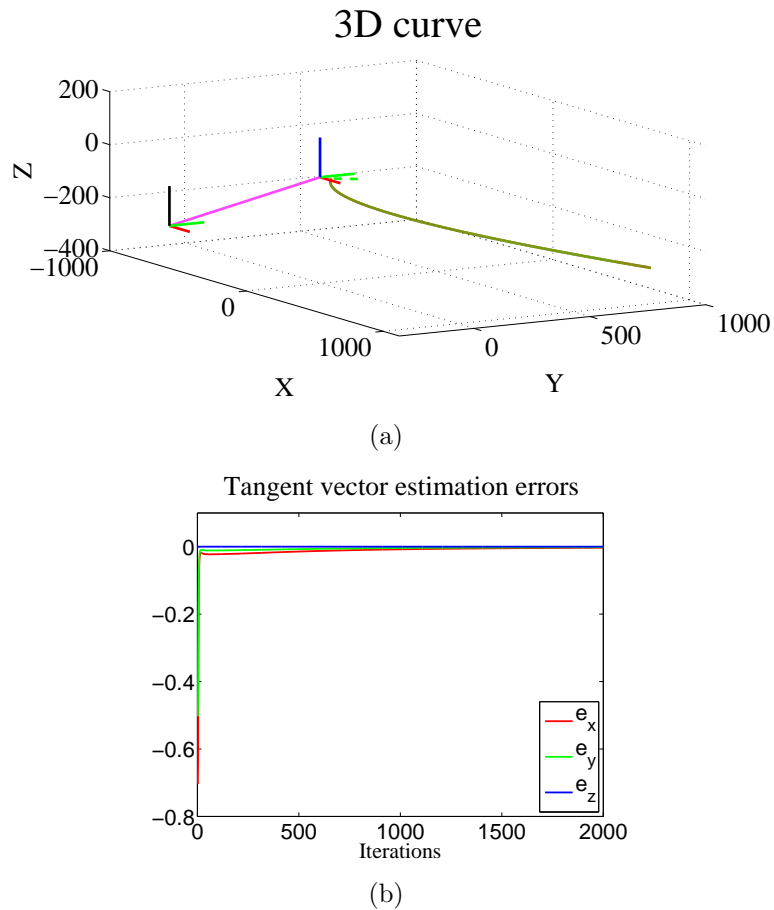 3D curve
200
0
−200
−400
Z
−1000
0
1000
X
0
500
1000
Y
(a)
Tangent vector estimation errors
0
−0.2
−0.4
−0.6
−0.8
e_x
e_y
e_z
0
500
1000
1500
2000
Iterations
(b)